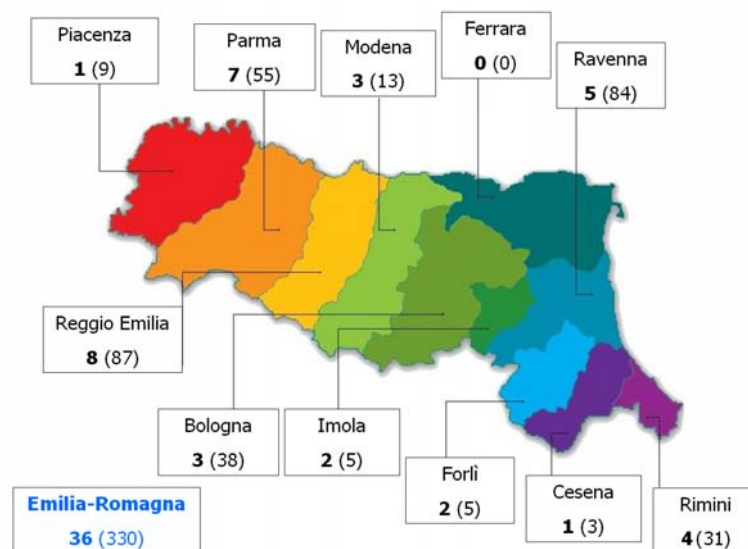 Piacenza
1 (9)
Parma
7 (55)
Modena
3 (13)
Ferrara
0 (0)
Ravenna
5 (84)
Reggio Emilia
8 (87)
Bologna
3 (38)
Imola
2 (5)
Forlì
2 (5)
Cesena
1 (3)
Rimini
4 (31)
Emilia-Romagna
36 (330)